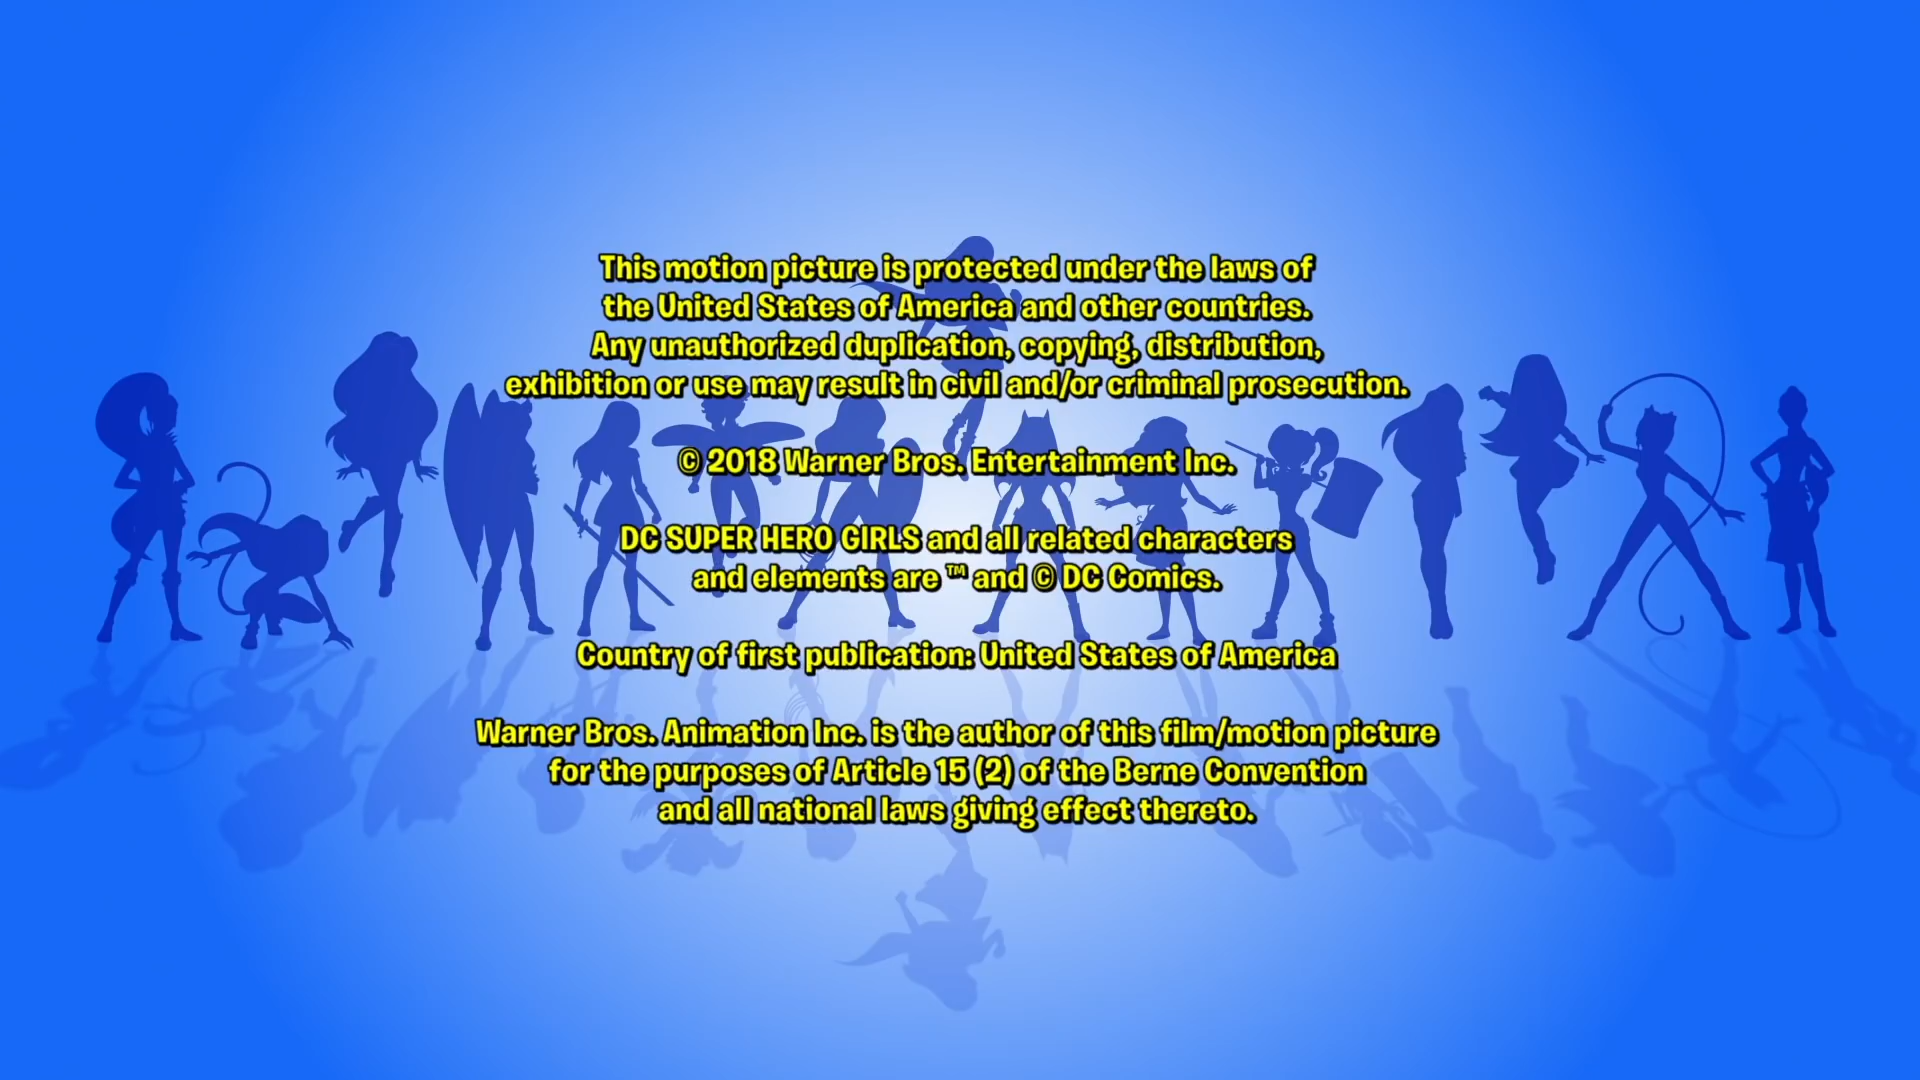 This motion picture is protected under the laws of
the United States of America and other countries.
Any unauthorized duplication, copying, distribution,
exhibition or use may result in civil and/or criminal prosecution.
© 2018 Warner Bros. Entertainment Inc.
DC SUPER HERO GIRLS and all related characters
and elements are ™ and © DC Comics.
Country of first publication: United States of America
Warner Bros. Animation Inc. is the author of this film/motion picture
for the purposes of Article 15 (2) of the Berne Convention
and all national laws giving effect thereto.